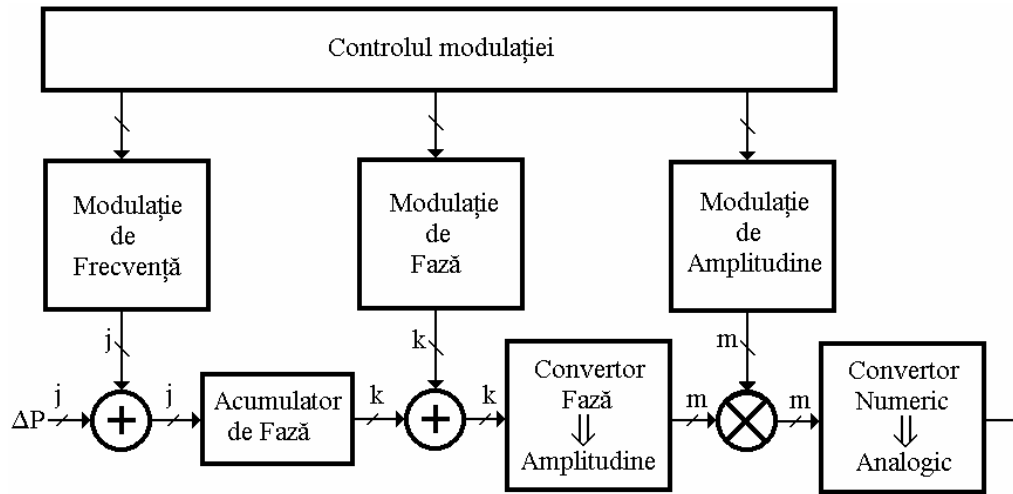 Controlul modulației
Modulație
de
Frecvență
Modulație
de
Fază
Modulație
de
Amplitudine
j
k
m
ΔP
j
j
Acumulator
de Fază
k
k
Convertor
Fază
⇓
Amplitudine
m
m
Convertor
Numeric
⇓
Analogic